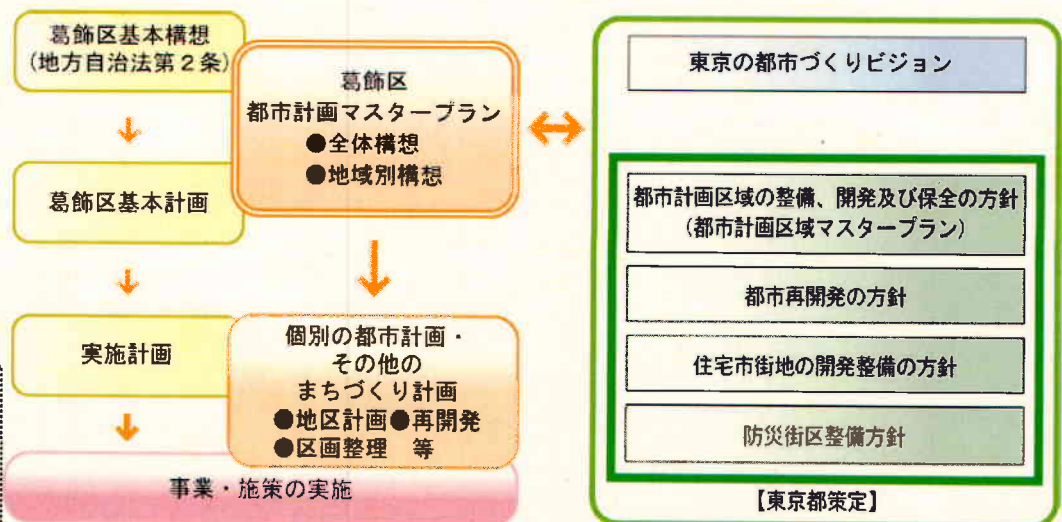 葛飾区基本構想
(地方自治法第2条)
葛飾区基本計画
実施計画
事業・施策の実施
葛飾区
都市計画マスタープラン
●全体構想
●地域別構想
個別の都市計画・
その他の
まちづくり計画
●地区計画●再開発
●区画整理 等
東京の都市づくりビジョン
都市計画区域の整備、開発及び保全の方針
(都市計画区域マスタープラン)
都市再開発の方針
住宅市街地の開発整備の方針
防災街区整備方針
【東京都策定】